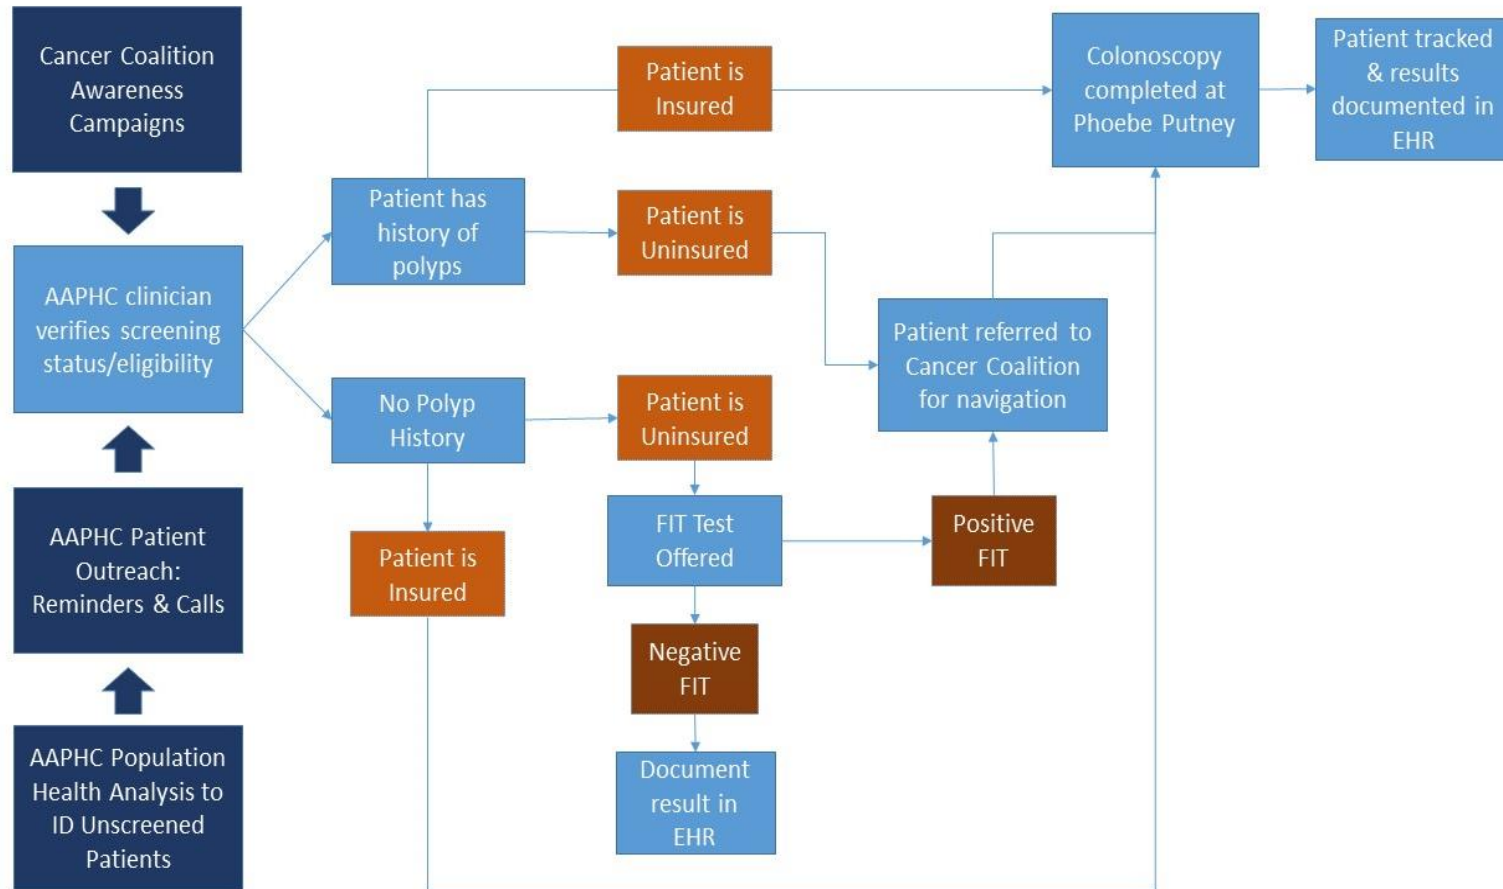 Cancer Coalition
Awareness
Campaigns
AAPHC clinician
verifies screening
status/eligibility
AAPHC Patient
Outreach:
Reminders & Calls
AAPHC Population
Health Analysis to
ID Unscreened
Patients
Patient has
history of
polyps
No Polyp
History
Patient is
Insured
Patient is
Insured
Patient is
Uninsured
Patient is
Uninsured
FIT Test
Offered
Negative
FIT
Document
result in
EHR
Positive
FIT
Patient referred to
Cancer Coalition
for navigation
Colonoscopy
completed at
Phoebe Putney
Patient tracked
& results
documented in
EHR